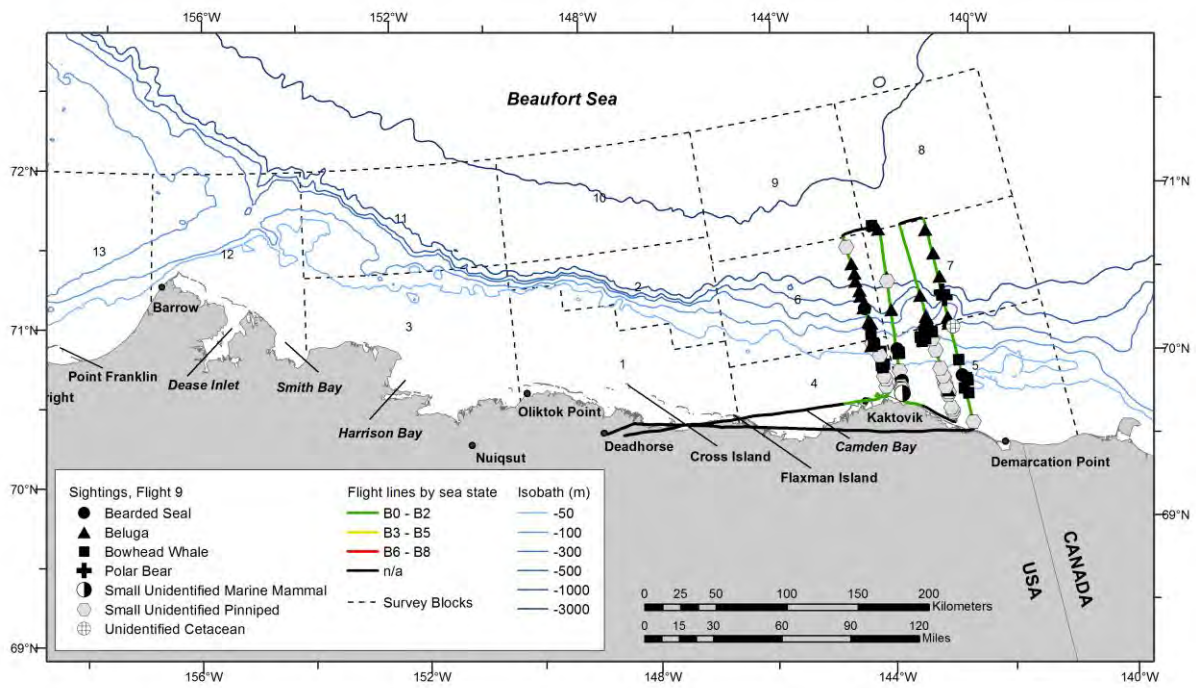 156°W 152°W 148°W 144°W 140°W
Beaufort Sea
72°N
71°N
8
9
10
11
13
12
7
2
6
Barrow
71°N
70°N
3
1
5
4
Point Franklin
Dease Inlet
Smith Bay
right
Oliktok Point
Kaktovik
Harrison Bay
Deadhorse
Camden Bay
Nuiqsut
Cross Island
Demarcation Point
Flaxman Island
70°N
69°N
Sightings, Flight 9
Bearded Seal
Beluga
Bowhead Whale
Polar Bear
Small Unidentified Marine Mammal
Small Unidentified Pinniped
Unidentified Cetacean
Flight lines by sea state
B0 - B2
B3 - B5
B6 - B8
n/a
Survey Blocks
Isobath (m)
-50
-100
-300
-500
-1000
-3000
USA
CANADA
0 25 50 100 150 200
Kilometers
0 15 30 60 90 120
Miles
69°N
156°W 152°W 148°W 144°W 142°W 140°W